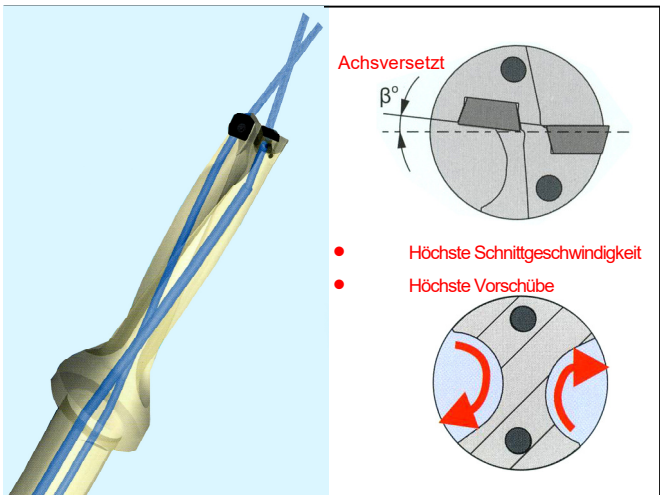 Achsversetzt
β°
● Höchste Schnittgeschwindigkeit
● Höchste Vorschübe